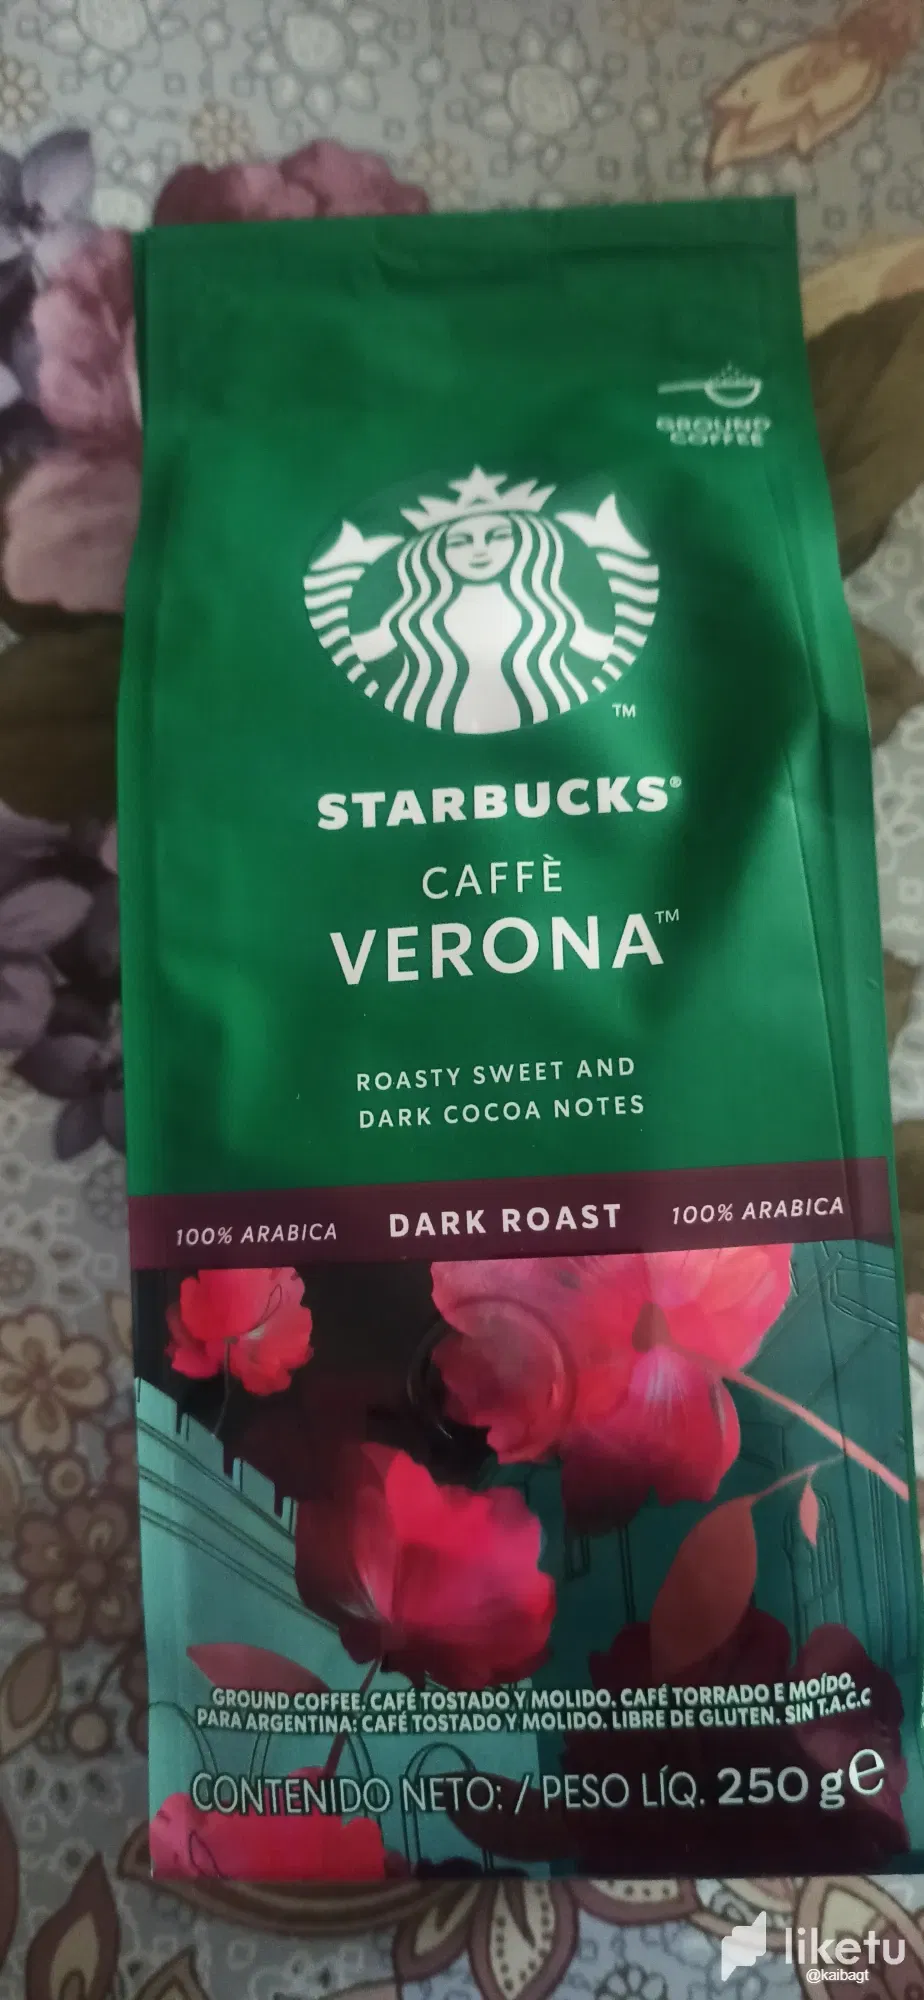 GROUND
COFFEE
TM
STARBUCKS®
CAFFÈ
VERONA™
ROASTY SWEET AND
DARK COCOA NOTES
100% ARABICA DARK ROAST 100% ARABICA
GROUND COFFEE. CAFÉ TOSTADO Y MOLIDO. CAFÉ TORRADO E MOÍDO.
PARA ARGENTINA: CAFÉ TOSTADO Y MOLIDO. LIBRE DE GLUTEN. SIN T.A.C.C
CONTENIDO NETO: / PESO LÍQ. 250 g e
liketu
@kaibagt